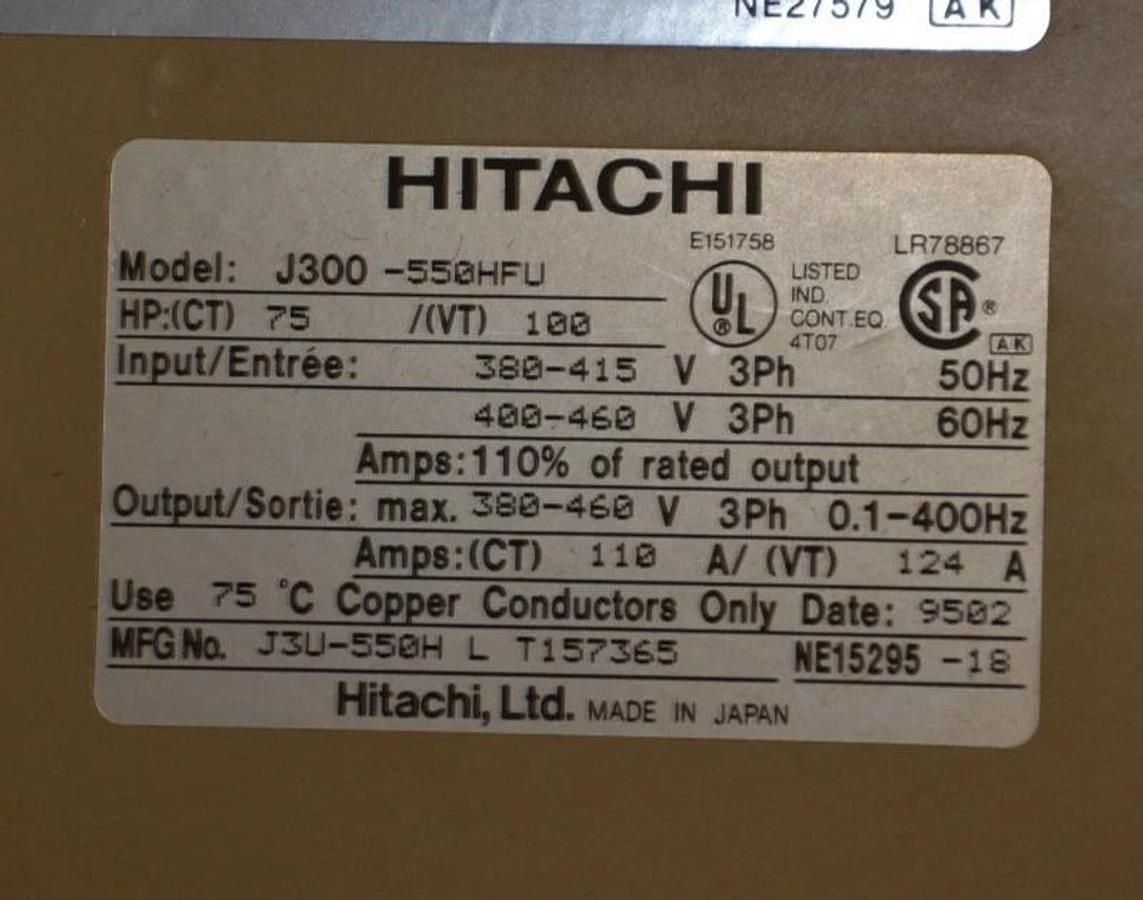 NE27579 AK
HITACHI
E151758 LR78867
Model: J300 -550HFU
UL® LISTED IND. CONT.EQ. 4T07 SA® AK
HP:(CT) 75 /(VT) 100
Input/Entrée: 380-415 V 3Ph 50Hz
400-460 V 3Ph 60Hz
Amps:110% of rated output
Output/Sortie: max. 380-460 V 3Ph 0.1-400Hz
Amps:(CT) 110 A/ (VT) 124 A
Use 75 °C Copper Conductors Only Date: 9502
MFG No. J3U-550H L T157365 NE15295 -18
Hitachi, Ltd. MADE IN JAPAN